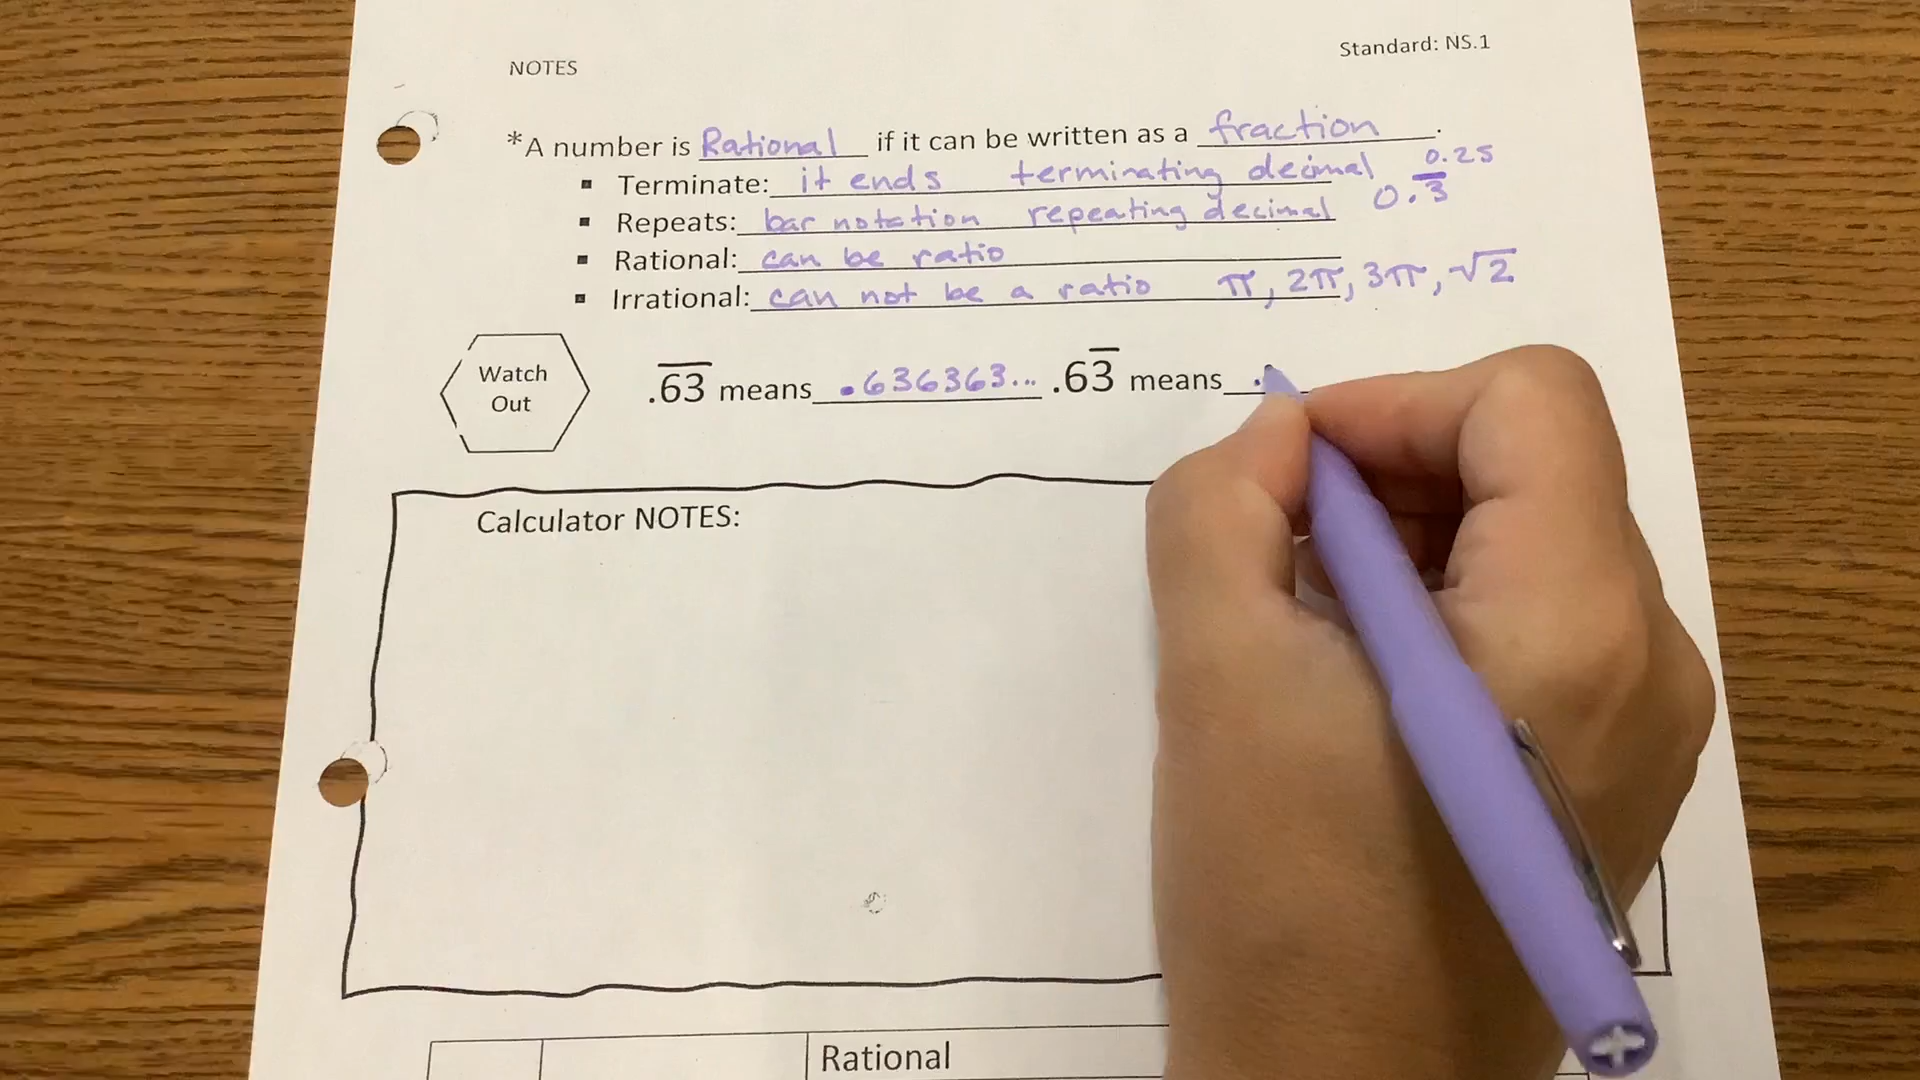 NOTES
Standard: NS.1
*A number is Rational if it can be written as a fraction.
▪ Terminate: it ends terminating decimal 0.25
▪ Repeats: bar notation repeating decimal 0.3̅
▪ Rational: can be ratio
▪ Irrational: can not be a ratio π, 2π, 3π, √2
Watch
Out
.6̅3̅ means .636363... .63̅ means .
Calculator NOTES:
Rational